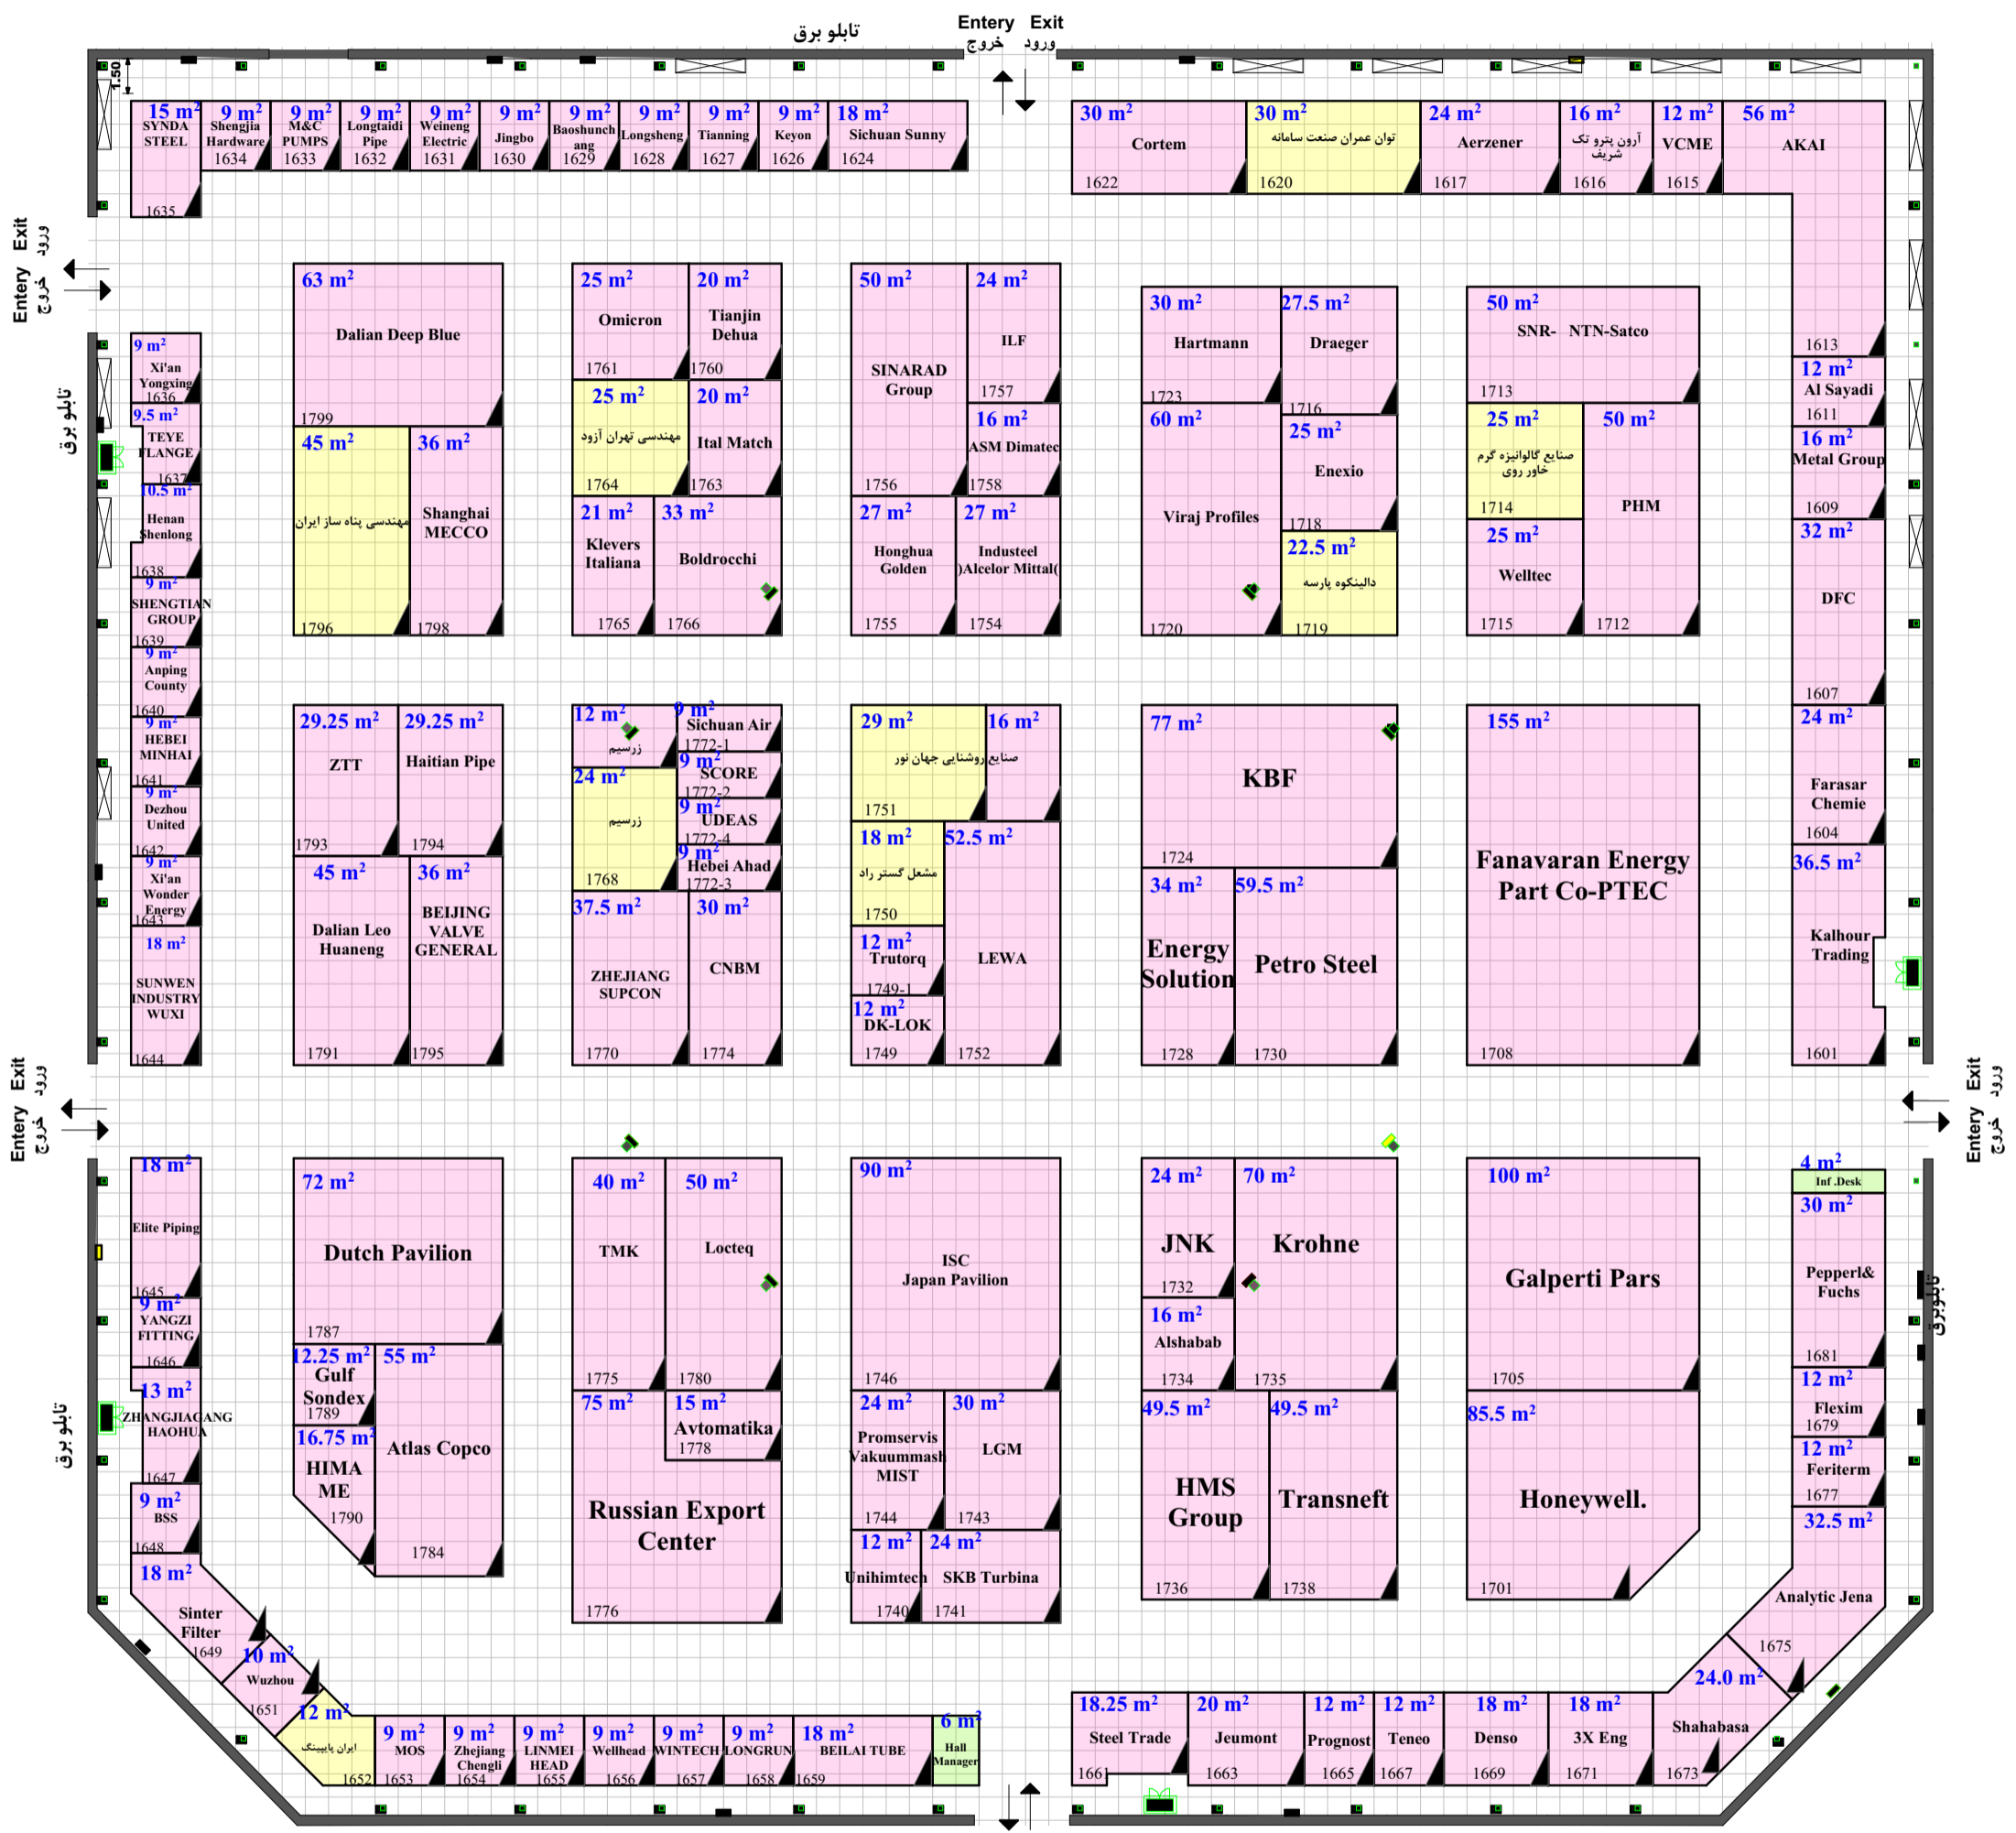 تابلو برق
Entery Exit
خروج ورود
1.50
15 m²
SYNDA
STEEL
1635
9 m²
Shengjia
Hardware
1634
9 m²
M&C
PUMPS
1633
9 m²
Longtaidi
Pipe
1632
9 m²
Weineng
Electric
1631
9 m²
Jingbo
1630
9 m²
Baoshunch
ang
1629
9 m²
Longsheng
1628
9 m²
Tianning
1627
9 m²
Keyon
1626
18 m²
Sichuan Sunny
1624
30 m²
Cortem
1622
30 m²
توان عمران صنعت سامانه
1620
24 m²
Aerzener
1617
16 m²
آرون پترو تک
شریف
1616
12 m²
VCME
1615
56 m²
AKAI
1613
Entery Exit
خروج ورود
تابلو برق
9 m²
Xi'an
Yongxing
1636
9.5 m²
TEYE
FLANGE
1637
10.5 m²
Henan
Shenlong
1638
9 m²
SHENGTIAN
GROUP
1639
9 m²
Anping
County
1640
9 m²
HEBEI
MINHAI
1641
9 m²
Dezhou
United
1642
9 m²
Xi'an
Wonder
Energy
1643
18 m²
SUNWEN
INDUSTRY
WUXI
1644
63 m²
Dalian Deep Blue
1799
45 m²
مهندسی پناه ساز ایران
1796
36 m²
Shanghai
MECCO
1798
25 m²
Omicron
1761
20 m²
Tianjin
Dehua
1760
25 m²
مهندسی تهران آزود
1764
20 m²
Ital Match
1763
21 m²
Klevers
Italiana
1765
33 m²
Boldrocchi
1766
50 m²
SINARAD
Group
1756
24 m²
ILF
1757
16 m²
ASM Dimatec
1758
27 m²
Honghua
Golden
1755
27 m²
Industeel
)Alcelor Mittal(
1754
30 m²
Hartmann
1723
27.5 m²
Draeger
1716
60 m²
Viraj Profiles
1720
25 m²
Enexio
1718
22.5 m²
دالینکوه پارسه
1719
50 m²
SNR- NTN-Satco
1713
25 m²
صنایع گالوانیزه گرم
خاور روی
1714
50 m²
PHM
1712
25 m²
Welltec
1715
12 m²
Al Sayadi
1611
16 m²
Metal Group
1609
32 m²
DFC
1607
24 m²
Farasar
Chemie
1604
36.5 m²
Kalhour
Trading
1601
29.25 m²
ZTT
1793
29.25 m²
Haitian Pipe
1794
45 m²
Dalian Leo
Huaneng
1791
36 m²
BEIJING
VALVE
GENERAL
1795
12 m²
زرسیم
24 m²
زرسیم
1768
9 m²
Sichuan Air
1772-1
9 m²
SCORE
1772-2
9 m²
UDEAS
1772-4
9 m²
Hebei Ahad
1772-3
37.5 m²
ZHEJIANG
SUPCON
1770
30 m²
CNBM
1774
29 m²
16 m²
صنایع روشنایی جهان نور
1751
18 m²
مشعل گستر راد
1750
52.5 m²
LEWA
1752
12 m²
Trutorq
1749-1
12 m²
DK-LOK
1749
77 m²
KBF
1724
34 m²
Energy
Solution
1728
59.5 m²
Petro Steel
1730
155 m²
Fanavaran Energy
Part Co-PTEC
1708
Entery Exit
خروج ورود
Entery Exit
خروج ورود
18 m²
Elite Piping
1645
9 m²
YANGZI
FITTING
1646
13 m²
ZHANGJIAGANG
HAOHUA
1647
9 m²
BSS
1648
18 m²
Sinter
Filter
1649
10 m²
Wuzhou
1651
12 m²
ایران پایپینگ
1652
تابلو برق
72 m²
Dutch Pavilion
1787
12.25 m²
Gulf
Sondex
1789
16.75 m²
HIMA
ME
1790
55 m²
Atlas Copco
1784
40 m²
TMK
1775
50 m²
Locteq
1780
75 m²
Russian Export
Center
1776
15 m²
Avtomatika
1778
90 m²
ISC
Japan Pavilion
1746
24 m²
Promservis
Vakuummash
MIST
1744
30 m²
LGM
1743
12 m²
Unihimtech
1740
24 m²
SKB Turbina
1741
24 m²
JNK
1732
70 m²
Krohne
1735
16 m²
Alshabab
1734
49.5 m²
HMS
Group
1736
49.5 m²
Transneft
1738
100 m²
Galperti Pars
1705
85.5 m²
Honeywell.
1701
4 m²
Inf .Desk
30 m²
Pepperl&
Fuchs
1681
تابلوبرق
12 m²
Flexim
1679
12 m²
Feriterm
1677
32.5 m²
Analytic Jena
1675
24.0 m²
Shahabasa
1673
9 m²
MOS
1653
9 m²
Zhejiang
Chengli
1654
9 m²
LINMEI
HEAD
1655
9 m²
Wellhead
1656
9 m²
WINTECH
1657
9 m²
LONGRUN
1658
18 m²
BEILAI TUBE
1659
6 m²
Hall
Manager
18.25 m²
Steel Trade
1661
20 m²
Jeumont
1663
12 m²
Prognost
1665
12 m²
Teneo
1667
18 m²
Denso
1669
18 m²
3X Eng
1671